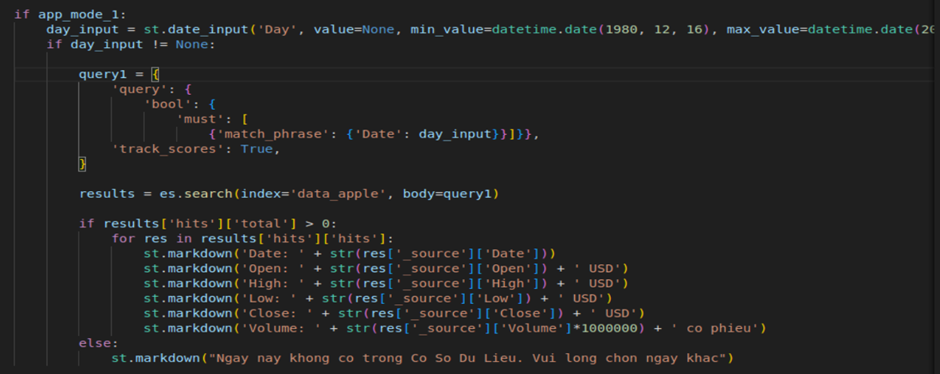 if app_mode_1:
    day_input = st.date_input('Day', value=None, min_value=datetime.date(1980, 12, 16), max_value=datetime.date(20
    if day_input != None:
        query1 = {
            'query': {
                'bool': {
                    'must': [
                        {'match_phrase': {'Date': day_input}}]}},
            'track_scores': True,
        }
        results = es.search(index='data_apple', body=query1)
        if results['hits']['total'] > 0:
            for res in results['hits']['hits']:
                st.markdown('Date: ' + str(res['_source']['Date']))
                st.markdown('Open: ' + str(res['_source']['Open']) + ' USD')
                st.markdown('High: ' + str(res['_source']['High']) + ' USD')
                st.markdown('Low: ' + str(res['_source']['Low']) + ' USD')
                st.markdown('Close: ' + str(res['_source']['Close']) + ' USD')
                st.markdown('Volume: ' + str(res['_source']['Volume']*1000000) + ' co phieu')
        else:
            st.markdown("Ngay nay khong co trong Co So Du Lieu. Vui long chon ngay khac")